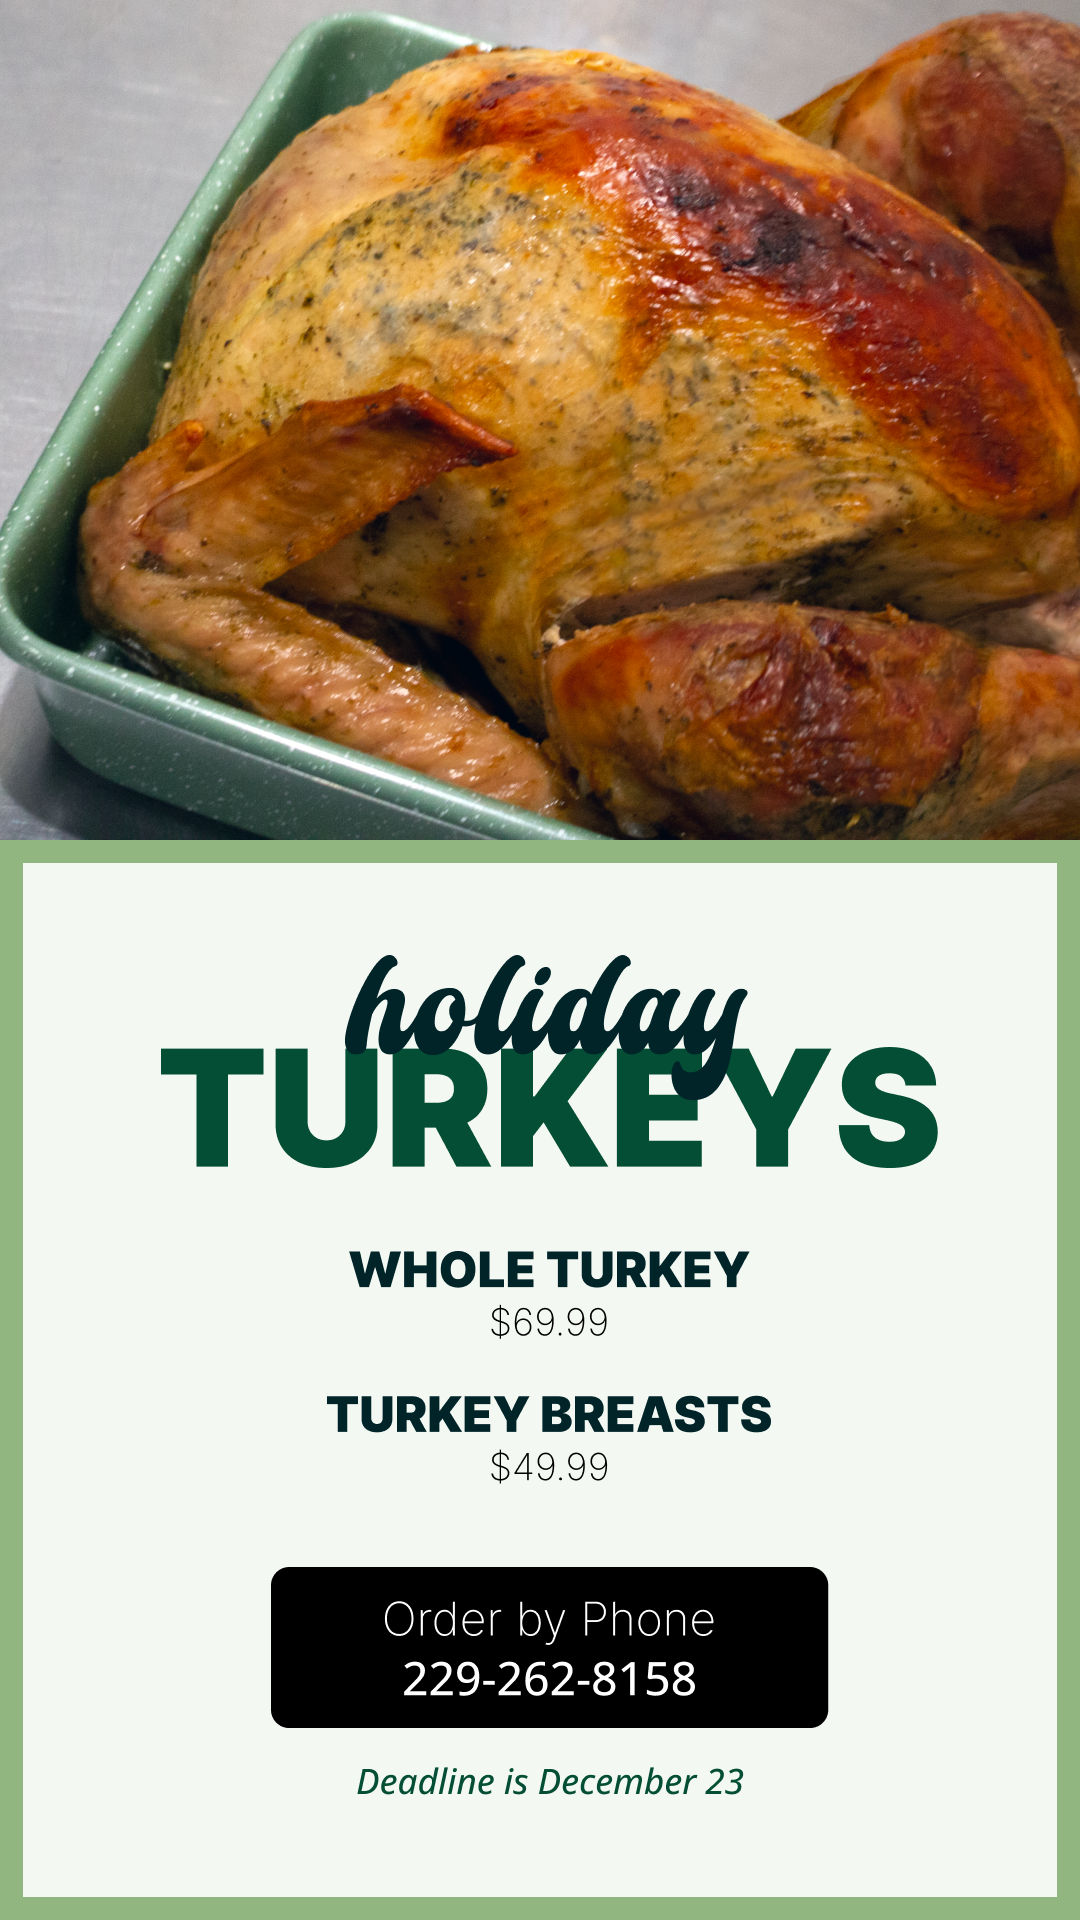 holiday
TURKEYS
WHOLE TURKEY
$69.99
TURKEY BREASTS
$49.99
Order by Phone
229-262-8158
Deadline is December 23